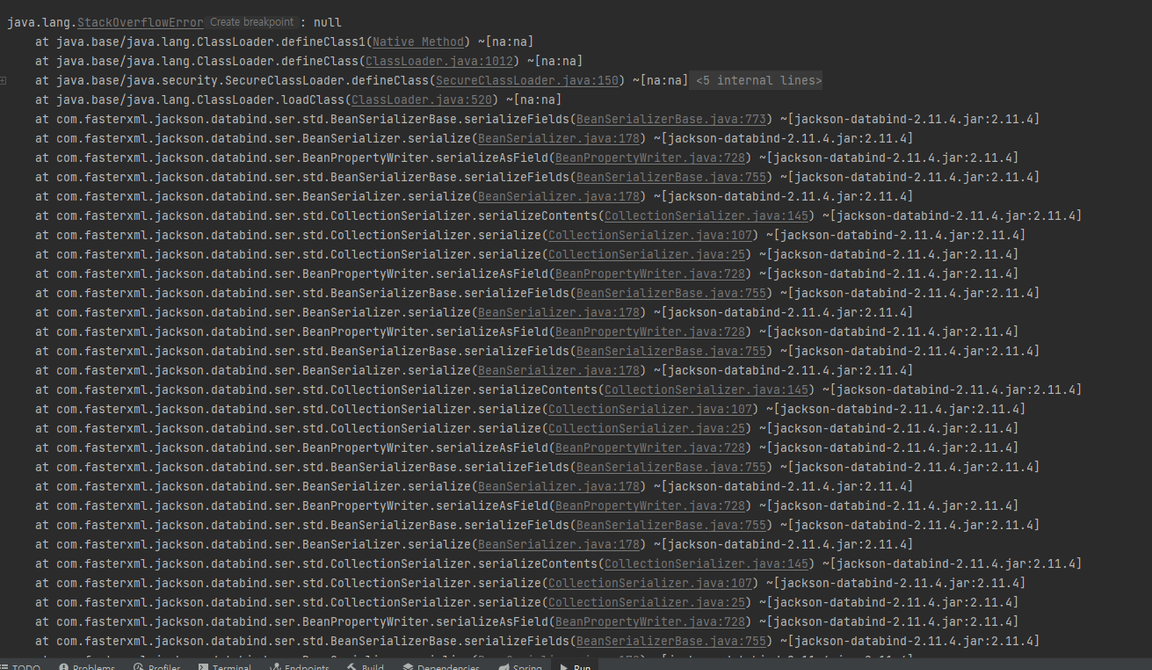 java.lang.StackOverflowError Create breakpoint : null
at java.base/java.lang.ClassLoader.defineClass1(Native Method) ~[na:na]
at java.base/java.lang.ClassLoader.defineClass(ClassLoader.java:1012) ~[na:na]
at java.base/java.security.SecureClassLoader.defineClass(SecureClassLoader.java:150) ~[na:na] <5 internal lines>
at java.base/java.lang.ClassLoader.loadClass(ClassLoader.java:520) ~[na:na]
at com.fasterxml.jackson.databind.ser.std.BeanSerializerBase.serializeFields(BeanSerializerBase.java:773) ~[jackson-databind-2.11.4.jar:2.11.4]
at com.fasterxml.jackson.databind.ser.BeanSerializer.serialize(BeanSerializer.java:178) ~[jackson-databind-2.11.4.jar:2.11.4]
at com.fasterxml.jackson.databind.ser.BeanPropertyWriter.serializeAsField(BeanPropertyWriter.java:728) ~[jackson-databind-2.11.4.jar:2.11.4]
at com.fasterxml.jackson.databind.ser.std.BeanSerializerBase.serializeFields(BeanSerializerBase.java:755) ~[jackson-databind-2.11.4.jar:2.11.4]
at com.fasterxml.jackson.databind.ser.BeanSerializer.serialize(BeanSerializer.java:178) ~[jackson-databind-2.11.4.jar:2.11.4]
at com.fasterxml.jackson.databind.ser.std.CollectionSerializer.serializeContents(CollectionSerializer.java:145) ~[jackson-databind-2.11.4.jar:2.11.4]
at com.fasterxml.jackson.databind.ser.std.CollectionSerializer.serialize(CollectionSerializer.java:107) ~[jackson-databind-2.11.4.jar:2.11.4]
at com.fasterxml.jackson.databind.ser.std.CollectionSerializer.serialize(CollectionSerializer.java:25) ~[jackson-databind-2.11.4.jar:2.11.4]
at com.fasterxml.jackson.databind.ser.BeanPropertyWriter.serializeAsField(BeanPropertyWriter.java:728) ~[jackson-databind-2.11.4.jar:2.11.4]
at com.fasterxml.jackson.databind.ser.std.BeanSerializerBase.serializeFields(BeanSerializerBase.java:755) ~[jackson-databind-2.11.4.jar:2.11.4]
at com.fasterxml.jackson.databind.ser.BeanSerializer.serialize(BeanSerializer.java:178) ~[jackson-databind-2.11.4.jar:2.11.4]
at com.fasterxml.jackson.databind.ser.BeanPropertyWriter.serializeAsField(BeanPropertyWriter.java:728) ~[jackson-databind-2.11.4.jar:2.11.4]
at com.fasterxml.jackson.databind.ser.std.BeanSerializerBase.serializeFields(BeanSerializerBase.java:755) ~[jackson-databind-2.11.4.jar:2.11.4]
at com.fasterxml.jackson.databind.ser.BeanSerializer.serialize(BeanSerializer.java:178) ~[jackson-databind-2.11.4.jar:2.11.4]
at com.fasterxml.jackson.databind.ser.std.CollectionSerializer.serializeContents(CollectionSerializer.java:145) ~[jackson-databind-2.11.4.jar:2.11.4]
at com.fasterxml.jackson.databind.ser.std.CollectionSerializer.serialize(CollectionSerializer.java:107) ~[jackson-databind-2.11.4.jar:2.11.4]
at com.fasterxml.jackson.databind.ser.std.CollectionSerializer.serialize(CollectionSerializer.java:25) ~[jackson-databind-2.11.4.jar:2.11.4]
at com.fasterxml.jackson.databind.ser.BeanPropertyWriter.serializeAsField(BeanPropertyWriter.java:728) ~[jackson-databind-2.11.4.jar:2.11.4]
at com.fasterxml.jackson.databind.ser.std.BeanSerializerBase.serializeFields(BeanSerializerBase.java:755) ~[jackson-databind-2.11.4.jar:2.11.4]
at com.fasterxml.jackson.databind.ser.BeanSerializer.serialize(BeanSerializer.java:178) ~[jackson-databind-2.11.4.jar:2.11.4]
at com.fasterxml.jackson.databind.ser.BeanPropertyWriter.serializeAsField(BeanPropertyWriter.java:728) ~[jackson-databind-2.11.4.jar:2.11.4]
at com.fasterxml.jackson.databind.ser.std.BeanSerializerBase.serializeFields(BeanSerializerBase.java:755) ~[jackson-databind-2.11.4.jar:2.11.4]
at com.fasterxml.jackson.databind.ser.BeanSerializer.serialize(BeanSerializer.java:178) ~[jackson-databind-2.11.4.jar:2.11.4]
at com.fasterxml.jackson.databind.ser.std.CollectionSerializer.serializeContents(CollectionSerializer.java:145) ~[jackson-databind-2.11.4.jar:2.11.4]
at com.fasterxml.jackson.databind.ser.std.CollectionSerializer.serialize(CollectionSerializer.java:107) ~[jackson-databind-2.11.4.jar:2.11.4]
at com.fasterxml.jackson.databind.ser.std.CollectionSerializer.serialize(CollectionSerializer.java:25) ~[jackson-databind-2.11.4.jar:2.11.4]
at com.fasterxml.jackson.databind.ser.BeanPropertyWriter.serializeAsField(BeanPropertyWriter.java:728) ~[jackson-databind-2.11.4.jar:2.11.4]
at com.fasterxml.jackson.databind.ser.std.BeanSerializerBase.serializeFields(BeanSerializerBase.java:755) ~[jackson-databind-2.11.4.jar:2.11.4]
TODO Problems Profiler Terminal Endpoints Build Dependencies Spring Run